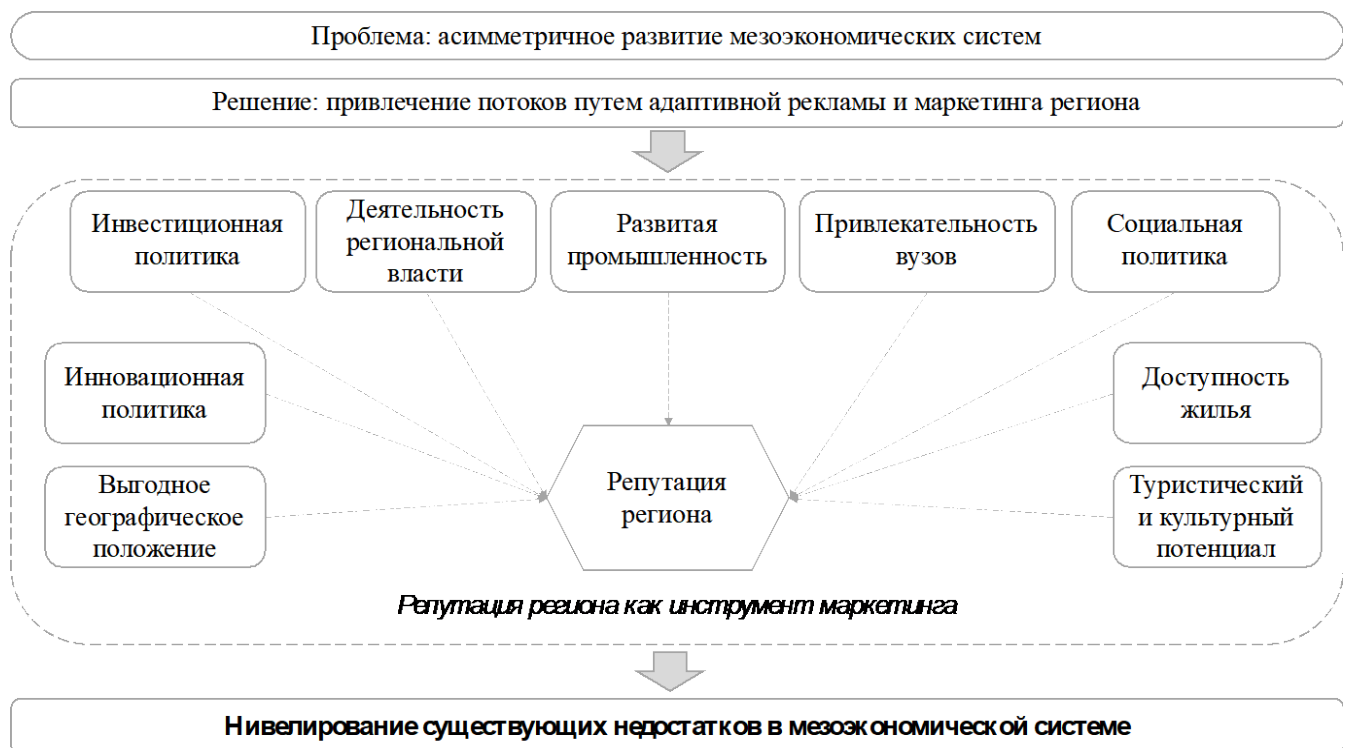 Проблема: асимметричное развитие мезоэкономических систем
Решение: привлечение потоков путем адаптивной рекламы и маркетинга региона
Инвестиционная
политика
Деятельность
региональной
власти
Развитая
промышленность
Привлекательность
вузов
Социальная
политика
Инновационная
политика
Доступность
жилья
Выгодное
географическое
положение
Репутация
региона
Туристический
и культурный
потенциал
Репутация региона как инструмент маркетинга
Нивелирование существующих недостатков в мезоэкономической системе